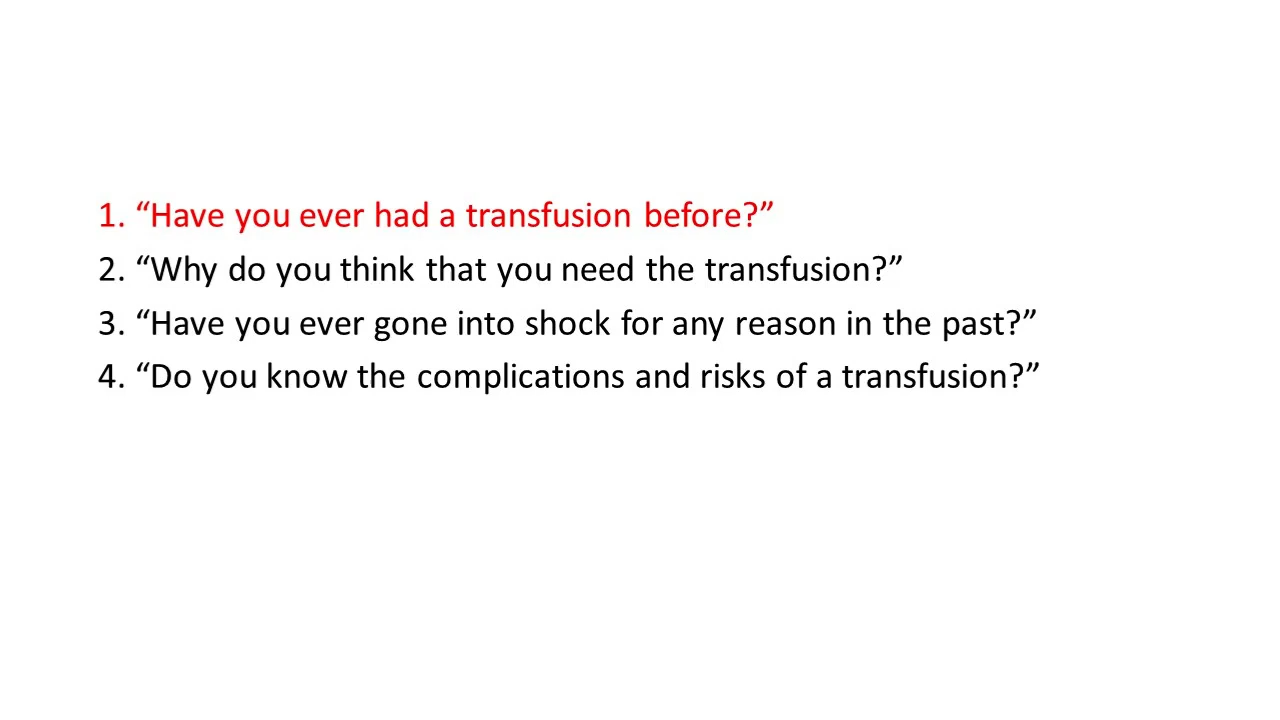 1. “Have you ever had a transfusion before?”
2. “Why do you think that you need the transfusion?”
3. “Have you ever gone into shock for any reason in the past?”
4. “Do you know the complications and risks of a transfusion?”